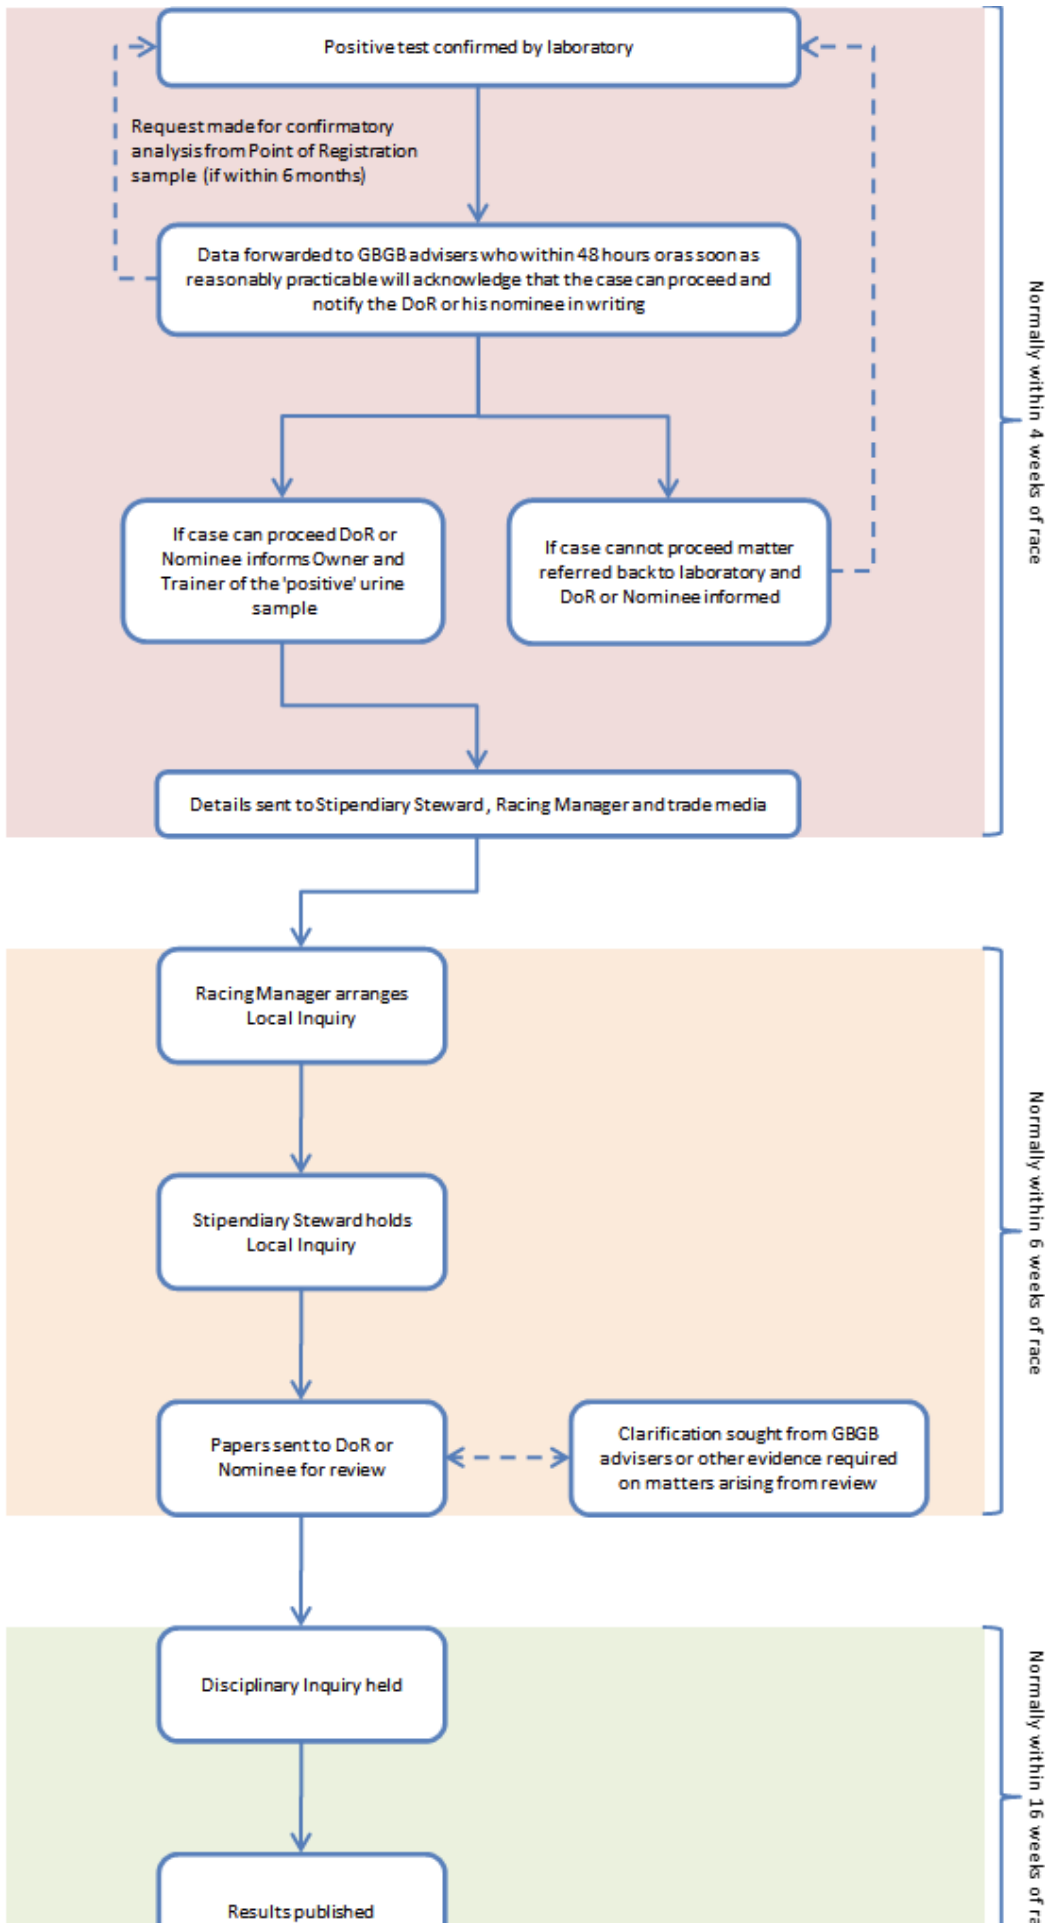 Positive test confirmed by laboratory
Request made for confirmatory
analysis from Point of Registration
sample (if within 6 months)
Data forwarded to GBGB advisers who within 48 hours or as soon as
reasonably practicable will acknowledge that the case can proceed and
notify the DoR or his nominee in writing
Normally within 4 weeks of race
If case can proceed DoR or
Nominee informs Owner and
Trainer of the 'positive' urine
sample
If case cannot proceed matter
referred back to laboratory and
DoR or Nominee informed
Details sent to Stipendiary Steward, Racing Manager and trade media
Racing Manager arranges
Local Inquiry
Normally within 6 weeks of race
Stipendiary Steward holds
Local Inquiry
Papers sent to DoR or
Nominee for review
Clarification sought from GBGB
advisers or other evidence required
on matters arising from review
Disciplinary Inquiry held
Normally within 16 weeks of ra
Results published